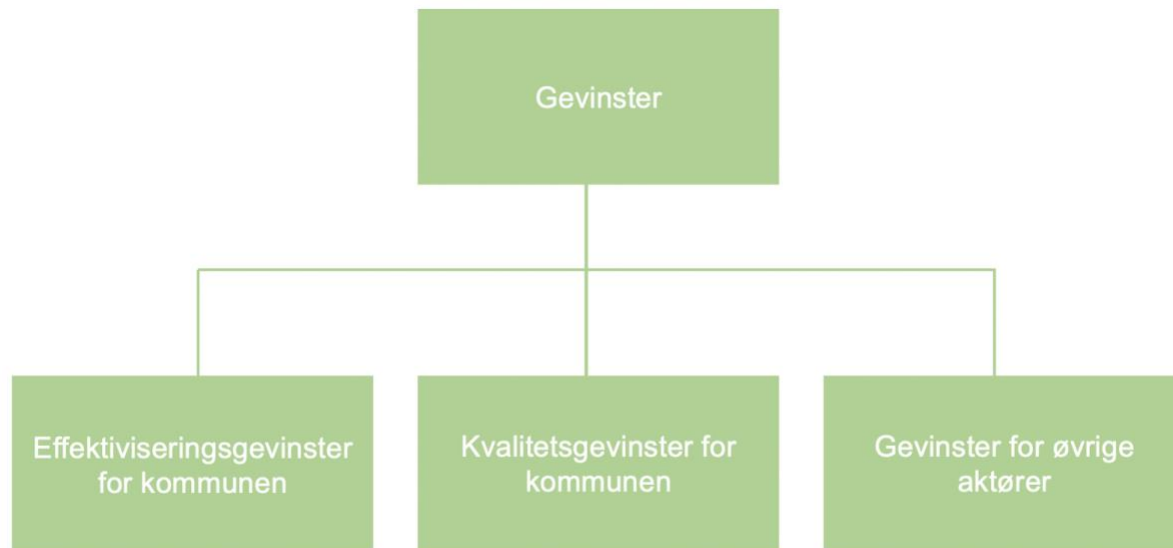 Gevinster
Effektiviseringsgevinster
for kommunen
Kvalitetsgevinster for
kommunen
Gevinster for øvrige
aktører